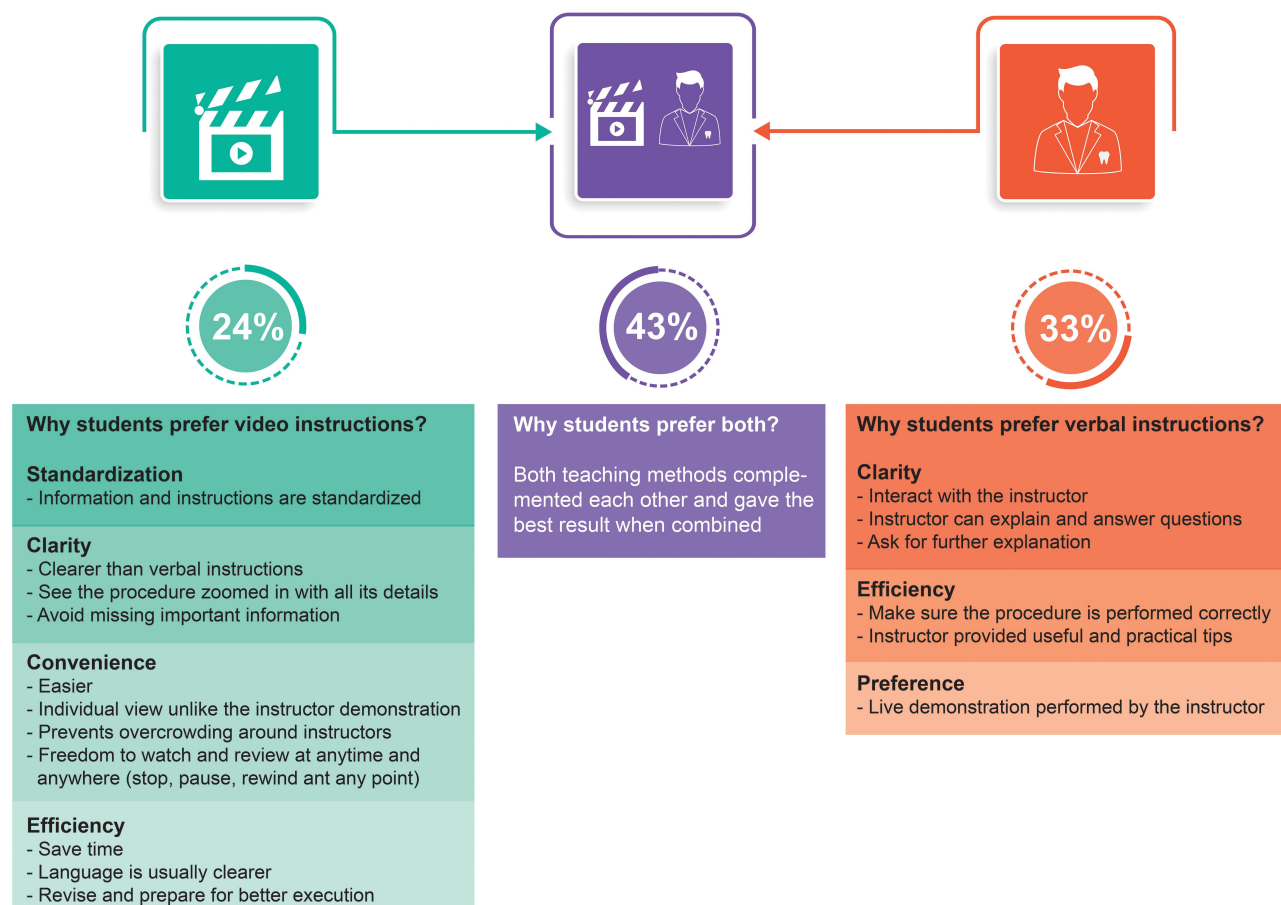 24%
43%
33%
Why students prefer video instructions?
Standardization
- Information and instructions are standardized
Clarity
- Clearer than verbal instructions
- See the procedure zoomed in with all its details
- Avoid missing important information
Convenience
- Easier
- Individual view unlike the instructor demonstration
- Prevents overcrowding around instructors
- Freedom to watch and review at anytime and
anywhere (stop, pause, rewind ant any point)
Efficiency
- Save time
- Language is usually clearer
- Revise and prepare for better execution
Why students prefer both?
Both teaching methods comple-
mented each other and gave the
best result when combined
Why students prefer verbal instructions?
Clarity
- Interact with the instructor
- Instructor can explain and answer questions
- Ask for further explanation
Efficiency
- Make sure the procedure is performed correctly
- Instructor provided useful and practical tips
Preference
- Live demonstration performed by the instructor